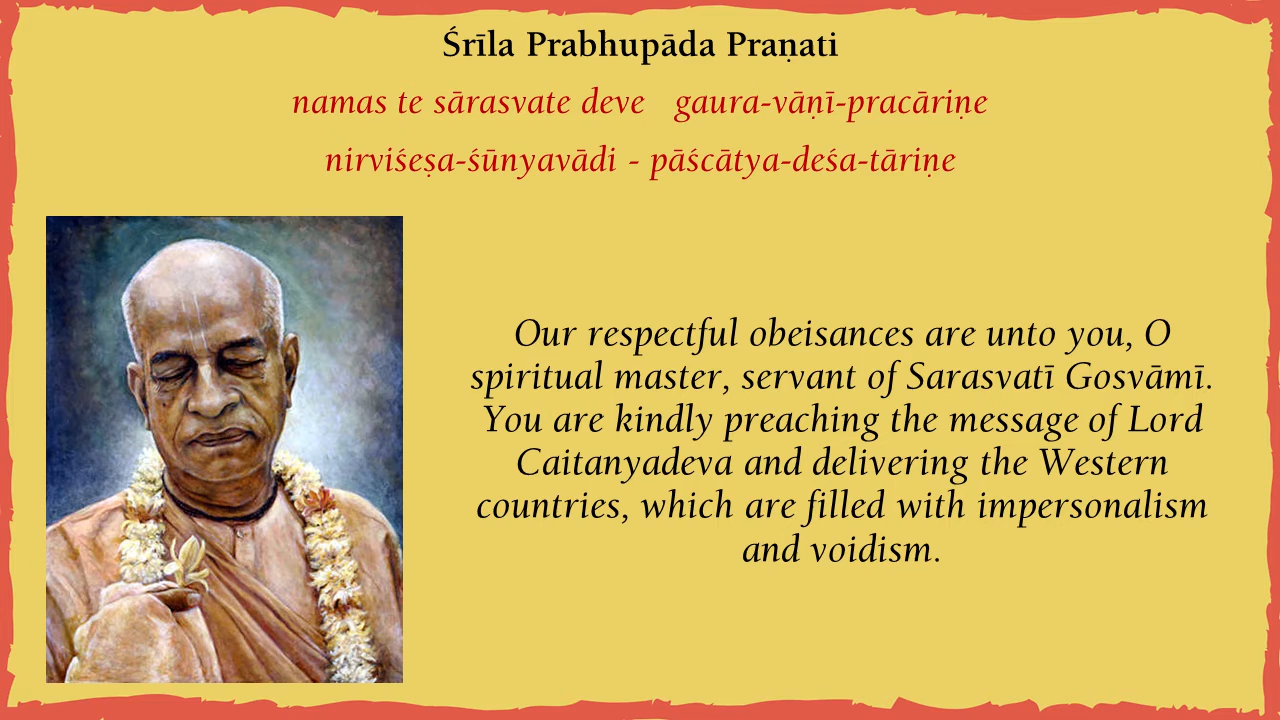 Śrīla Prabhupāda Praṇati
namas te sārasvate deve gaura-vāṇī-pracāriṇe
nirviśeṣa-śūnyavādi - pāścātya-deśa-tāriṇe
Our respectful obeisances are unto you, O
spiritual master, servant of Sarasvatī Gosvāmī.
You are kindly preaching the message of Lord
Caitanyadeva and delivering the Western
countries, which are filled with impersonalism
and voidism.